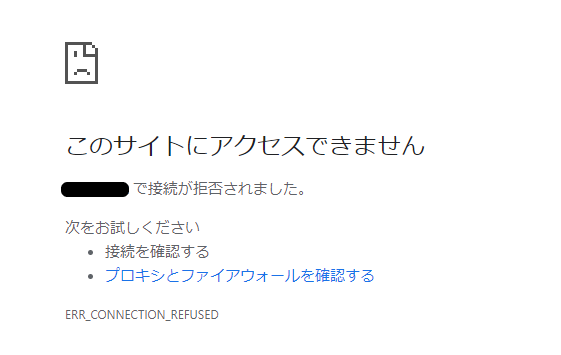 このサイトにアクセスできません
で接続が拒否されました。
次をお試しください
接続を確認する
プロキシとファイアウォールを確認する
ERR_CONNECTION_REFUSED